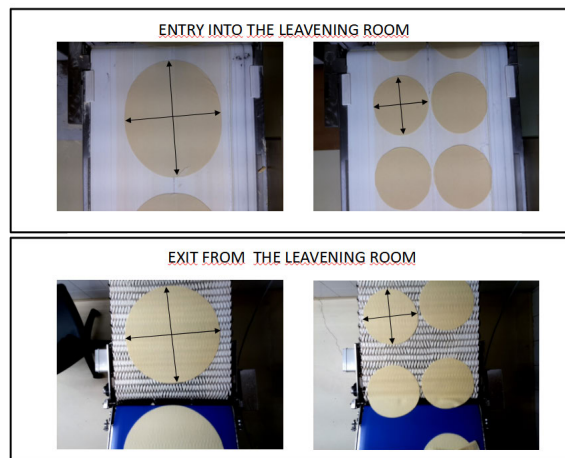 ENTRY INTO THE LEAVENING ROOM
EXIT FROM  THE LEAVENING ROOM